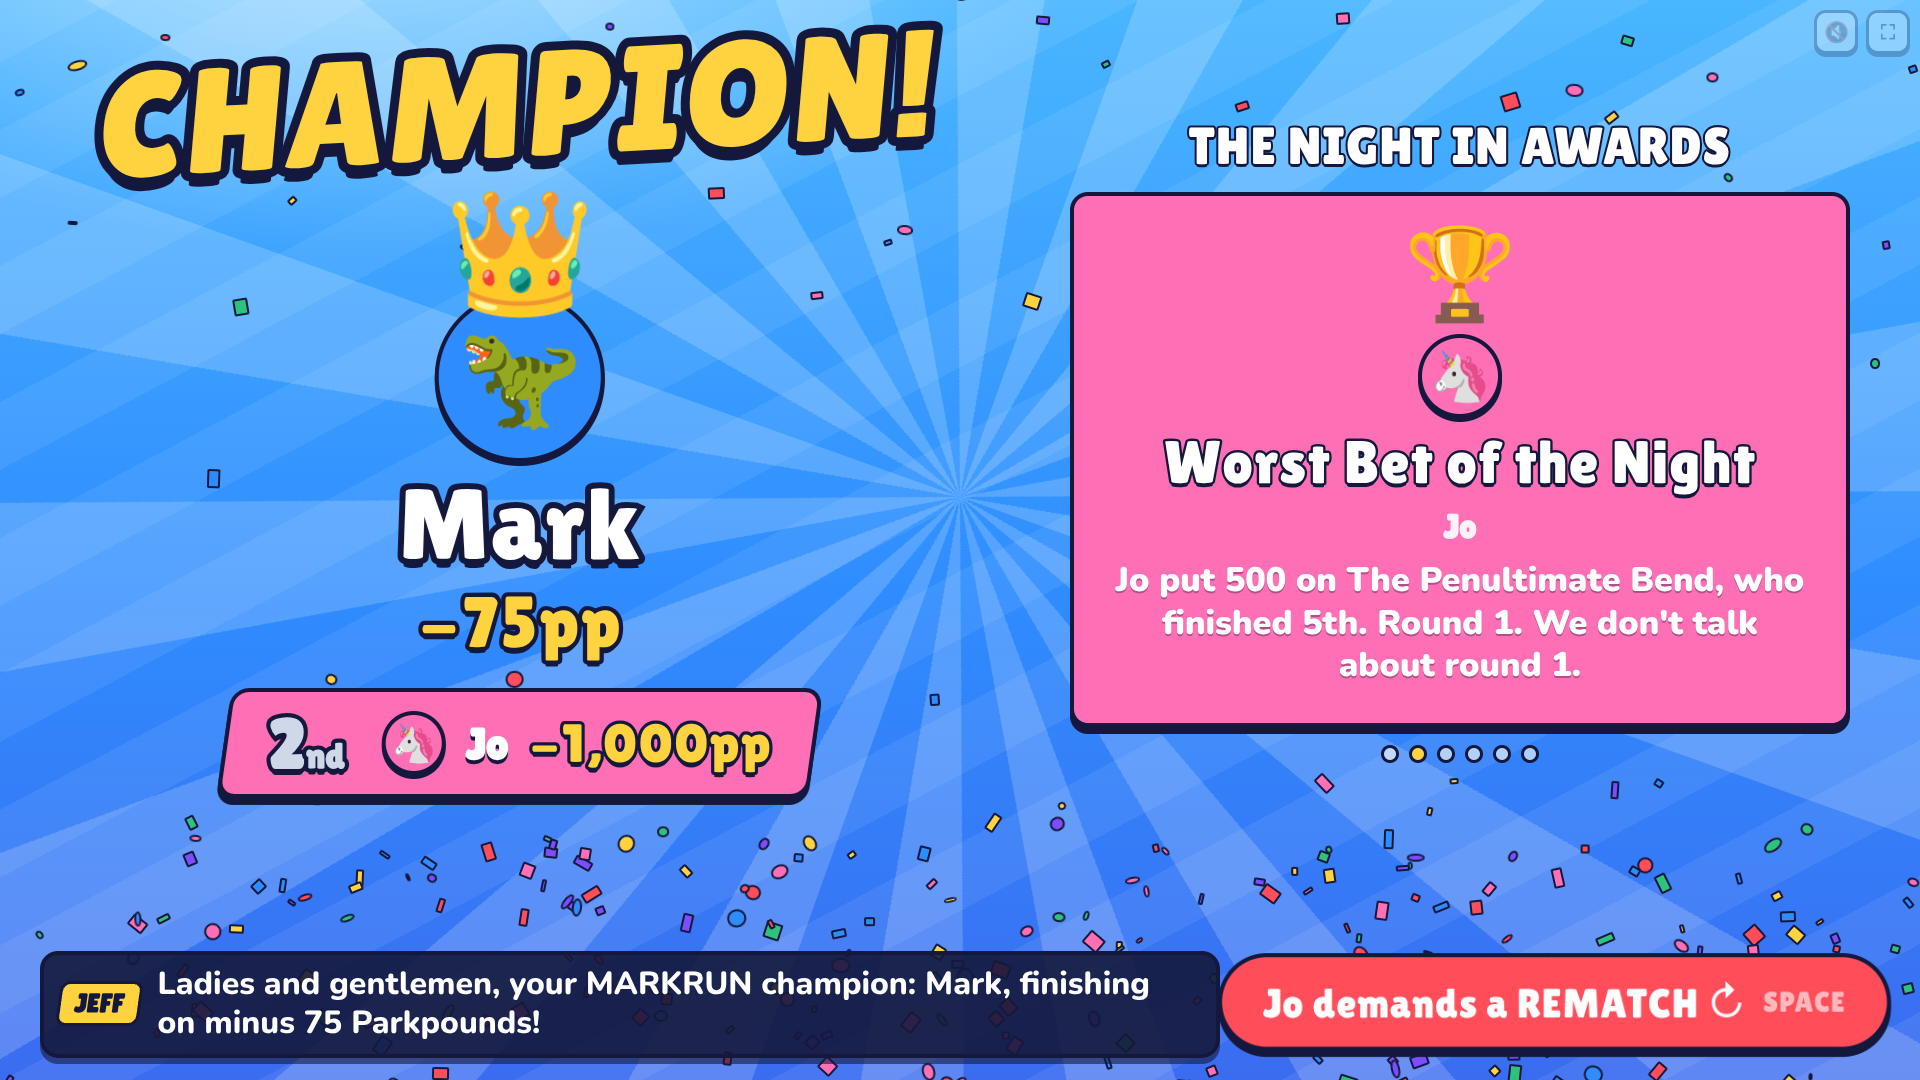 CHAMPION!
Mark
–75pp
2nd Jo –1,000pp
THE NIGHT IN AWARDS
Worst Bet of the Night
Jo
Jo put 500 on The Penultimate Bend, who
finished 5th. Round 1. We don't talk
about round 1.
JEFF
Ladies and gentlemen, your MARKRUN champion: Mark, finishing
on minus 75 Parkpounds!
Jo demands a REMATCH SPACE